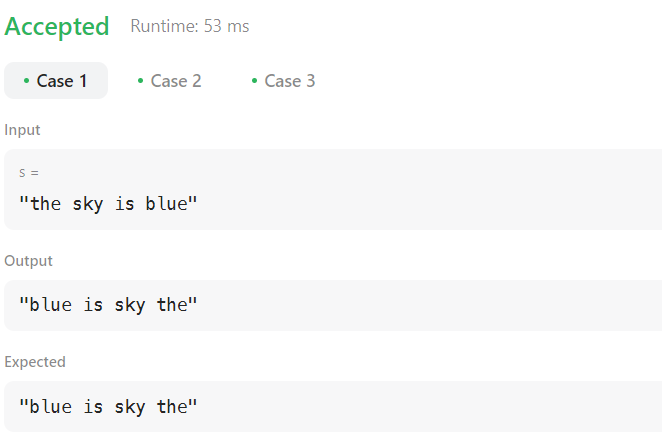 Accepted Runtime: 53 ms
• Case 1 • Case 2 • Case 3
Input
s =
"the sky is blue"
Output
"blue is sky the"
Expected
"blue is sky the"